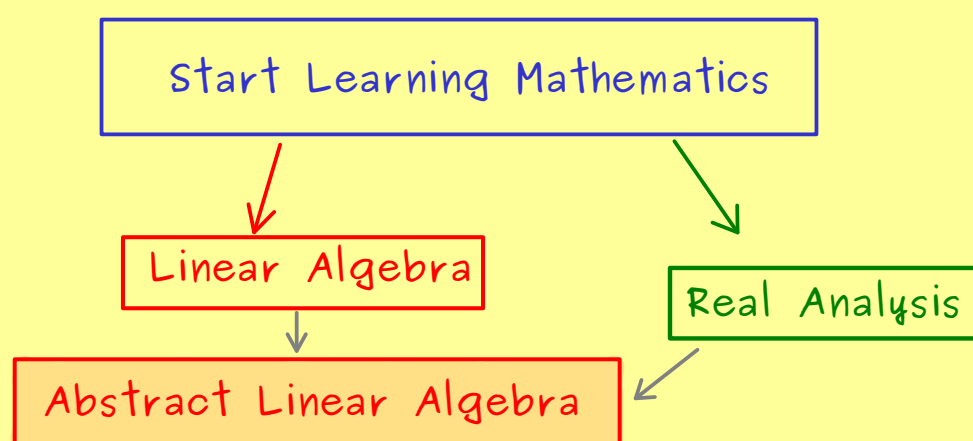 Start Learning Mathematics
Linear Algebra
Real Analysis
Abstract Linear Algebra